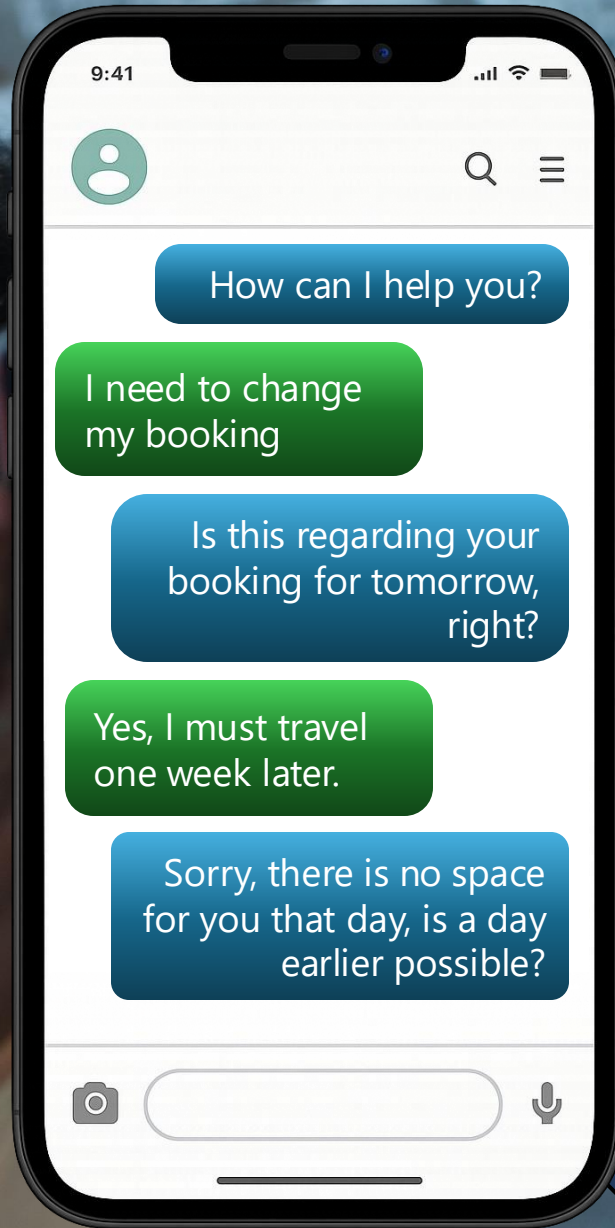 9:41
How can I help you?
I need to change
my booking
Is this regarding your
booking for tomorrow,
right?
Yes, I must travel
one week later.
Sorry, there is no space
for you that day, is a day
earlier possible?